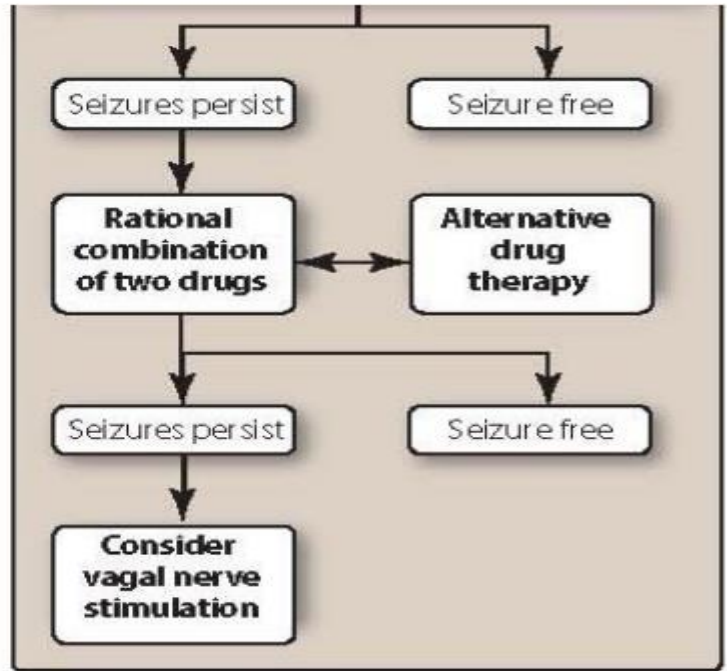 Seizures persist
Seizure free
Rational
combination
of two drugs
Alternative
drug
therapy
Seizures persist
Seizure free
Consider
vagal nerve
stimulation